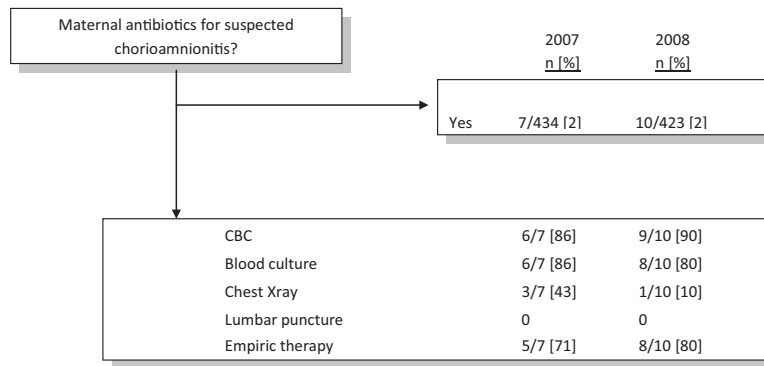 Maternal antibiotics for suspected
chorioamnionitis?
2007 2008
n [%] n [%]
Yes 7/434 [2] 10/423 [2]
CBC 6/7 [86] 9/10 [90]
Blood culture 6/7 [86] 8/10 [80]
Chest Xray 3/7 [43] 1/10 [10]
Lumbar puncture 0 0
Empiric therapy 5/7 [71] 8/10 [80]